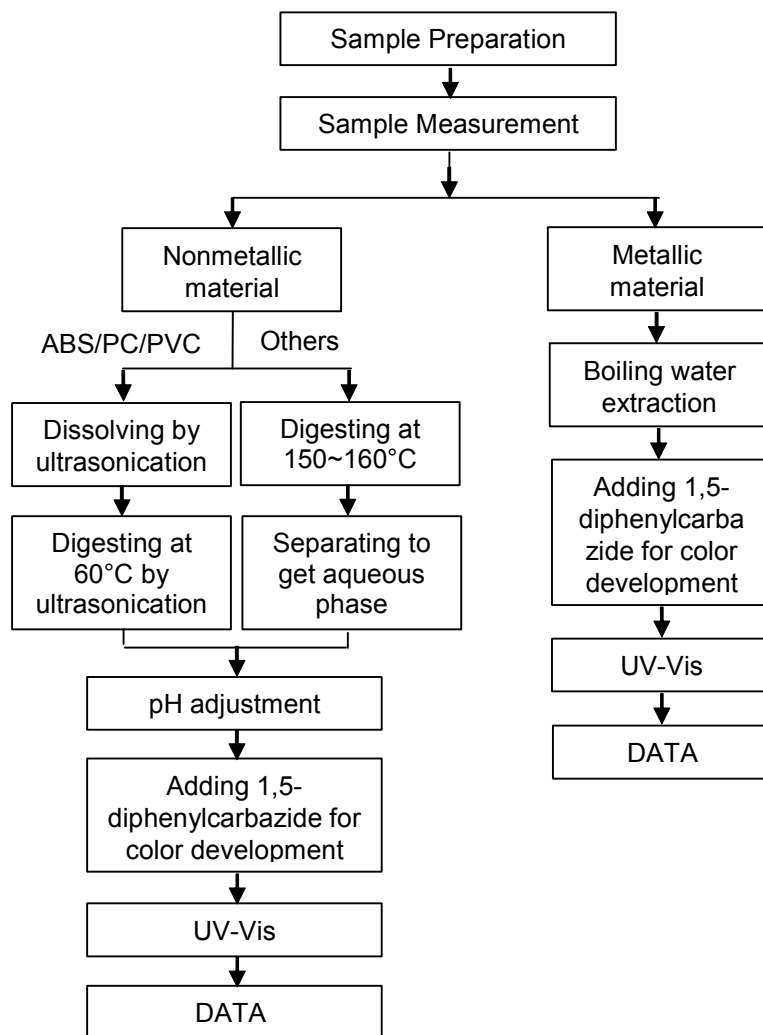 Sample Preparation
Sample Measurement
Nonmetallic
material
ABS/PC/PVC
Others
Dissolving by
ultrasonication
Digesting at
150~160°C
Digesting at
60°C by
ultrasonication
Separating to
get aqueous
phase
pH adjustment
Adding 1,5-
diphenylcarbazide for
color development
UV-Vis
DATA
Metallic
material
Boiling water
extraction
Adding 1,5-
diphenylcarba
zide for color
development
UV-Vis
DATA